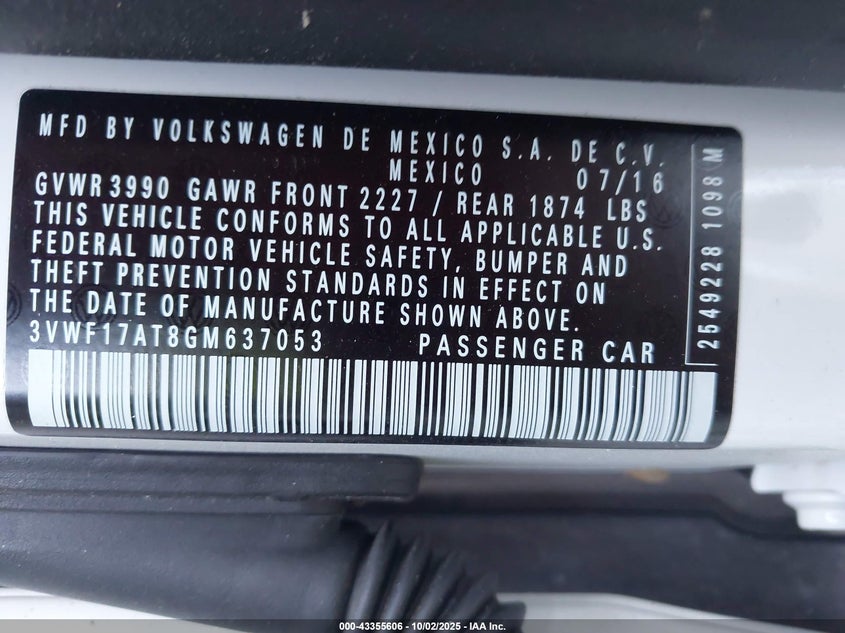 MFD BY VOLKSWAGEN DE MEXICO S.A. DE C.V.
MEXICO 07/16
GVWR 3990 GAWR FRONT 2227 / REAR 1874 LBS
THIS VEHICLE CONFORMS TO ALL APPLICABLE U.S.
FEDERAL MOTOR VEHICLE SAFETY, BUMPER AND
THEFT PREVENTION STANDARDS IN EFFECT ON
THE DATE OF MANUFACTURE SHOWN ABOVE.
3VWF17AT8GM637053 PASSENGER CAR
2549228 1098 M
000-43355606 - 10/02/2025 - IAA Inc.